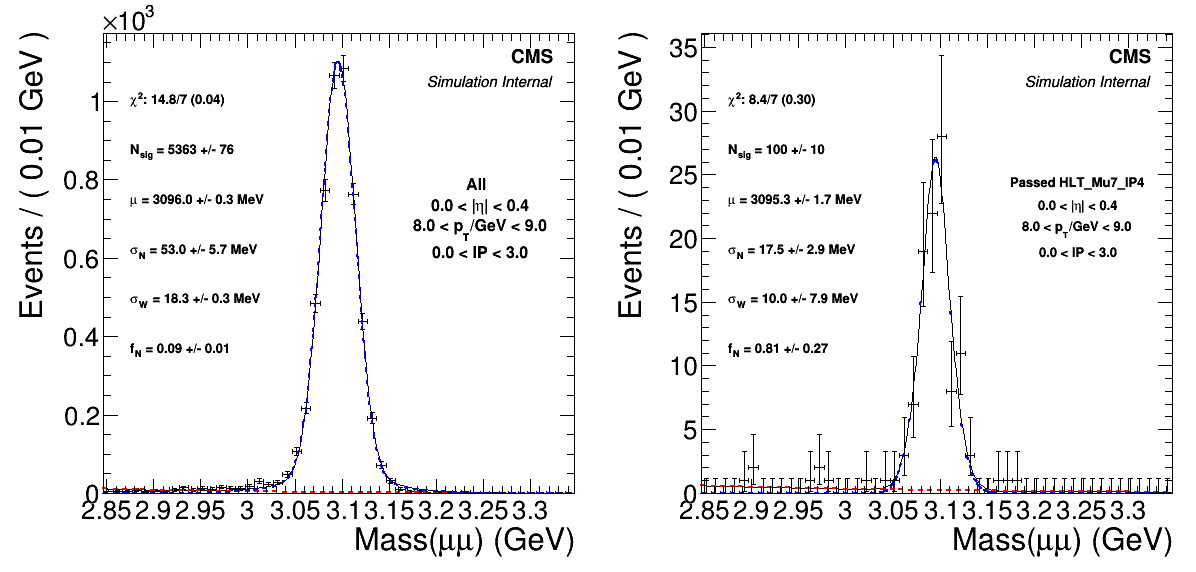 ×10³
CMS
Simulation Internal
χ²: 14.8/7 (0.04)
N_sig = 5363 +/- 76
μ = 3096.0 +/- 0.3 MeV
σ_N = 53.0 +/- 5.7 MeV
σ_W = 18.3 +/- 0.3 MeV
f_N = 0.09 +/- 0.01
All
0.0 < |η| < 0.4
8.0 < p_T/GeV < 9.0
0.0 < IP < 3.0
Events / ( 0.01 GeV )
1
0.8
0.6
0.4
0.2
0
2.85 2.9 2.95 3 3.05 3.1 3.15 3.2 3.25 3.3
Mass(μμ) (GeV)
CMS
Simulation Internal
χ²: 8.4/7 (0.30)
N_sig = 100 +/- 10
μ = 3095.3 +/- 1.7 MeV
σ_N = 17.5 +/- 2.9 MeV
σ_W = 10.0 +/- 7.9 MeV
f_N = 0.81 +/- 0.27
Passed HLT_Mu7_IP4
0.0 < |η| < 0.4
8.0 < p_T/GeV < 9.0
0.0 < IP < 3.0
Events / ( 0.01 GeV )
35
30
25
20
15
10
5
0
2.85 2.9 2.95 3 3.05 3.1 3.15 3.2 3.25 3.3
Mass(μμ) (GeV)